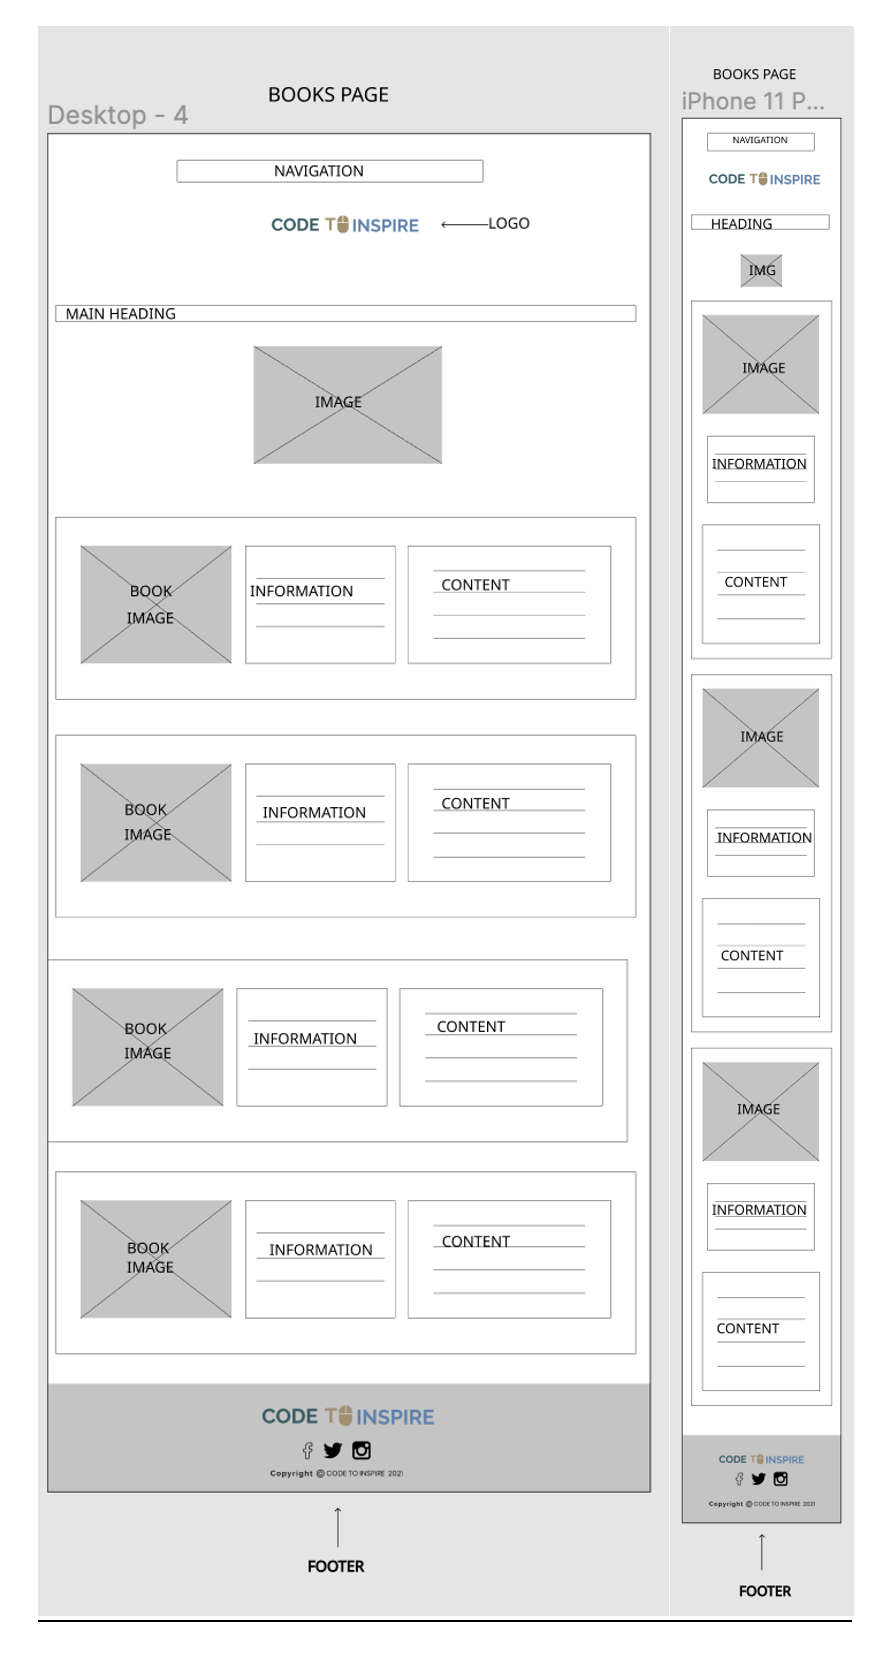 BOOKS PAGE
Desktop - 4
NAVIGATION
CODE TO INSPIRE
LOGO
MAIN HEADING
IMAGE
BOOK
IMAGE
INFORMATION
CONTENT
BOOK
IMAGE
INFORMATION
CONTENT
BOOK
IMAGE
INFORMATION
CONTENT
BOOK
IMAGE
INFORMATION
CONTENT
CODE TO INSPIRE
Copyright © CODE TO INSPIRE 2021
FOOTER
BOOKS PAGE
iPhone 11 P...
NAVIGATION
CODE TO INSPIRE
HEADING
IMG
IMAGE
INFORMATION
CONTENT
IMAGE
INFORMATION
CONTENT
IMAGE
INFORMATION
CONTENT
CODE TO INSPIRE
Copyright © CODE TO INSPIRE 2021
FOOTER